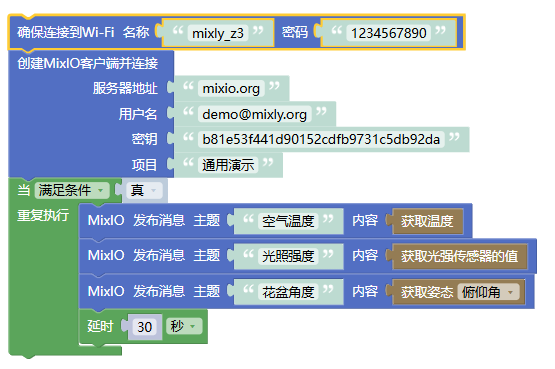 确保连接到Wi-Fi 名称 “ mixly_z3 ” 密码 “ 1234567890 ”
创建MixIO客户端并连接
服务器地址 “ mixio.org ”
用户名 “ demo@mixly.org ”
密钥 “ b81e53f441d90152cdfb9731c5db92da ”
项目 “ 通用演示 ”
当 满足条件 真
重复执行 MixIO 发布消息 主题 “ 空气温度 ” 内容 获取温度
MixIO 发布消息 主题 “ 光照强度 ” 内容 获取光强传感器的值
MixIO 发布消息 主题 “ 花盆角度 ” 内容 获取姿态 俯仰角
延时 30 秒